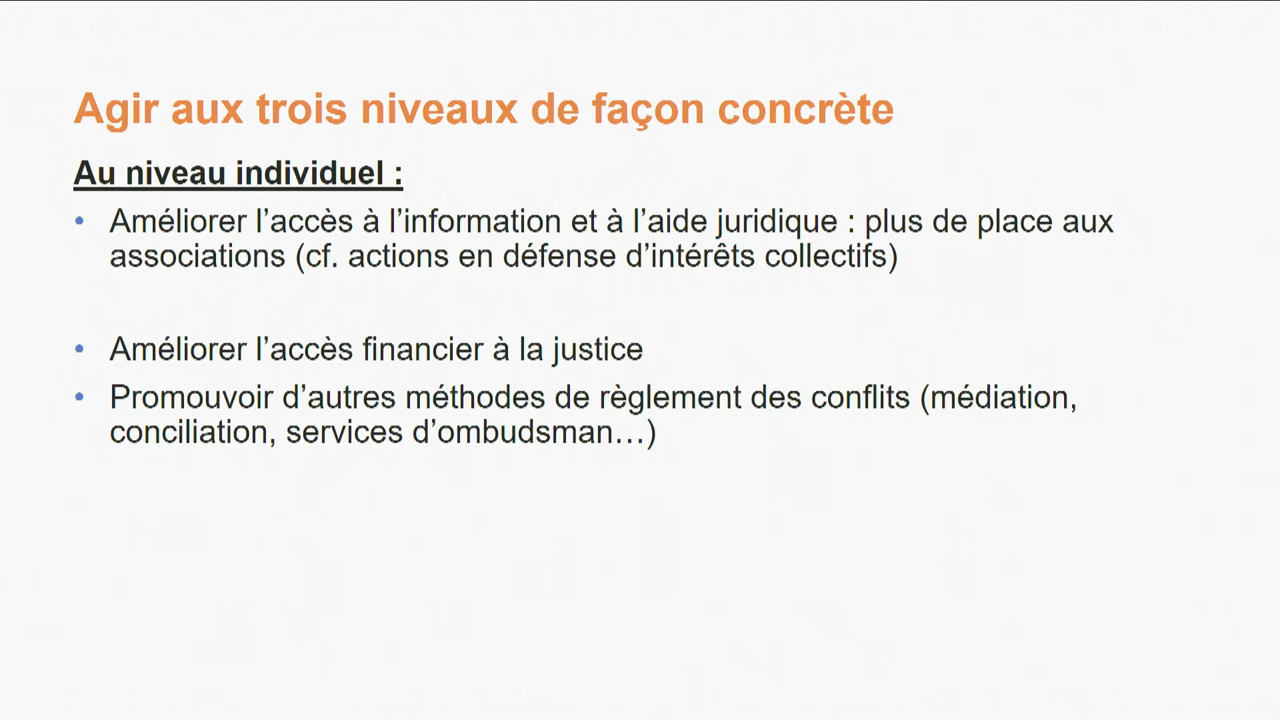 Agir aux trois niveaux de façon concrète
Au niveau individuel :
• Améliorer l’accès à l’information et à l’aide juridique : plus de place aux
associations (cf. actions en défense d’intérêts collectifs)
• Améliorer l’accès financier à la justice
• Promouvoir d’autres méthodes de règlement des conflits (médiation,
conciliation, services d’ombudsman…)